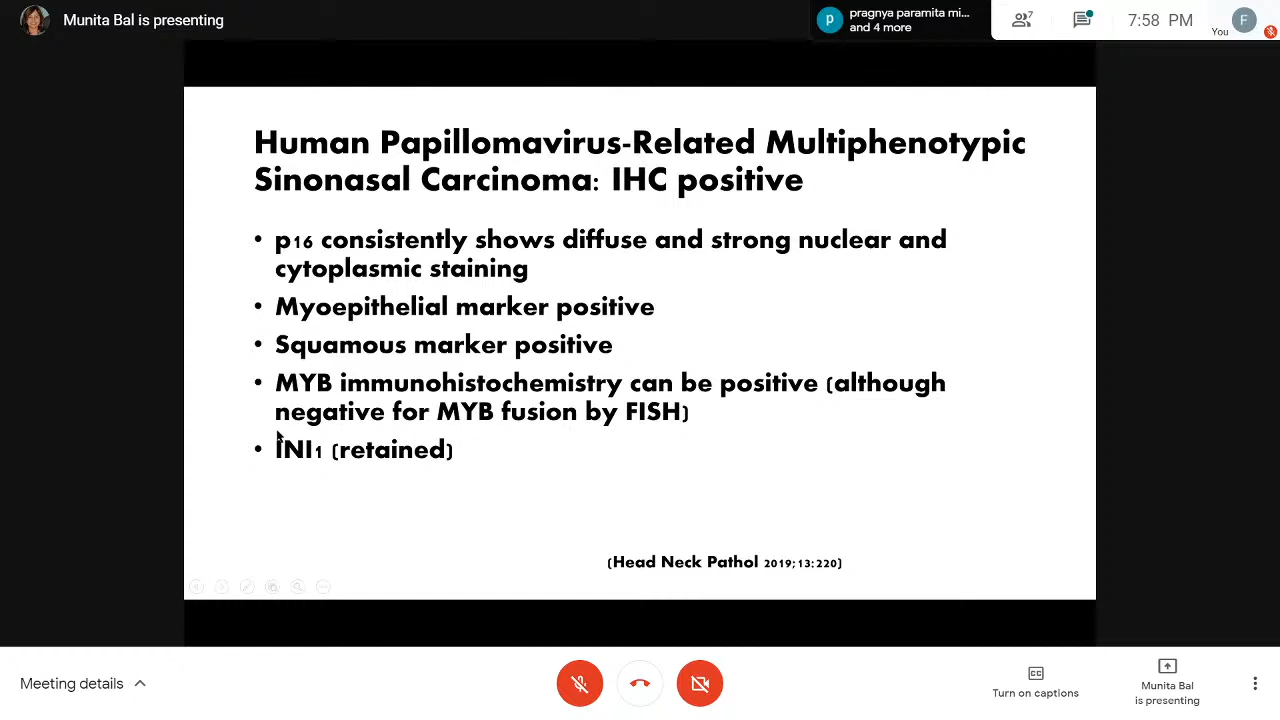 Munita Bal is presenting
pragnya paramita mi...
and 4 more
p
7
7:58 PM
You
F
Human Papillomavirus-Related Multiphenotypic
Sinonasal Carcinoma: IHC positive
• p16 consistently shows diffuse and strong nuclear and
cytoplasmic staining
• Myoepithelial marker positive
• Squamous marker positive
• MYB immunohistochemistry can be positive (although
negative for MYB fusion by FISH)
• INI1 (retained)
(Head Neck Pathol 2019;13:220)
Meeting details
CC
Turn on captions
Munita Bal
is presenting